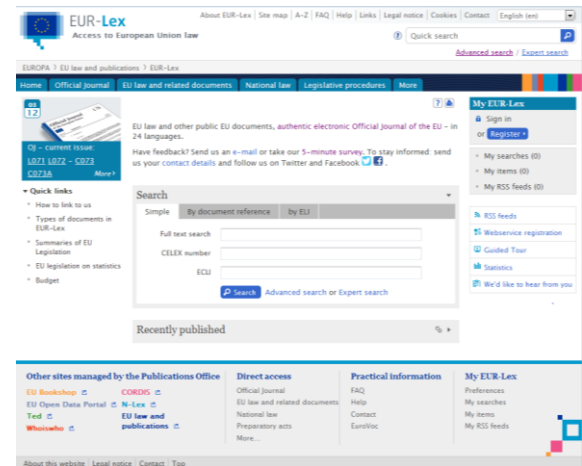 About EUR-Lex | Site map | A-Z | FAQ | Help | Links | Legal notice | Cookies | Contact English (en)
EUR-Lex
Access to European Union law
Quick search
Advanced search / Expert search
EUROPA > EU law and publications > EUR-Lex
Home Official Journal EU law and related documents National law Legislative procedures More
12
OJ - current issue:
L071 L072 - C073
C073A More
Quick links
How to link to us
Types of documents in
EUR-Lex
Summaries of EU
Legislation
EU legislation on statistics
Budget
EU law and other public EU documents, authentic electronic Official Journal of the EU - in
24 languages.
Have feedback? Send us an e-mail or take our 5-minute survey. To stay informed: send
us your contact details and follow us on Twitter and Facebook .
Search
Simple By document reference by ELI
Full text search
CELEX number
ECLI
Search Advanced search or Expert search
Recently published
My EUR-Lex
Sign in
or Register
My searches (0)
My items (0)
My RSS feeds (0)
RSS feeds
Webservice registration
Guided Tour
Statistics
We'd like to hear from you
Other sites managed by the Publications Office
EU Bookshop CORDIS
EU Open Data Portal N-Lex
Ted EU law and
Whoiswho publications
Direct access
Official Journal
EU law and related documents
National law
Preparatory acts
More...
Practical information
FAQ
Help
Contact
EuroVoc
My EUR-Lex
Preferences
My searches
My items
My RSS feeds
About this website | Legal notice | Contact | Top